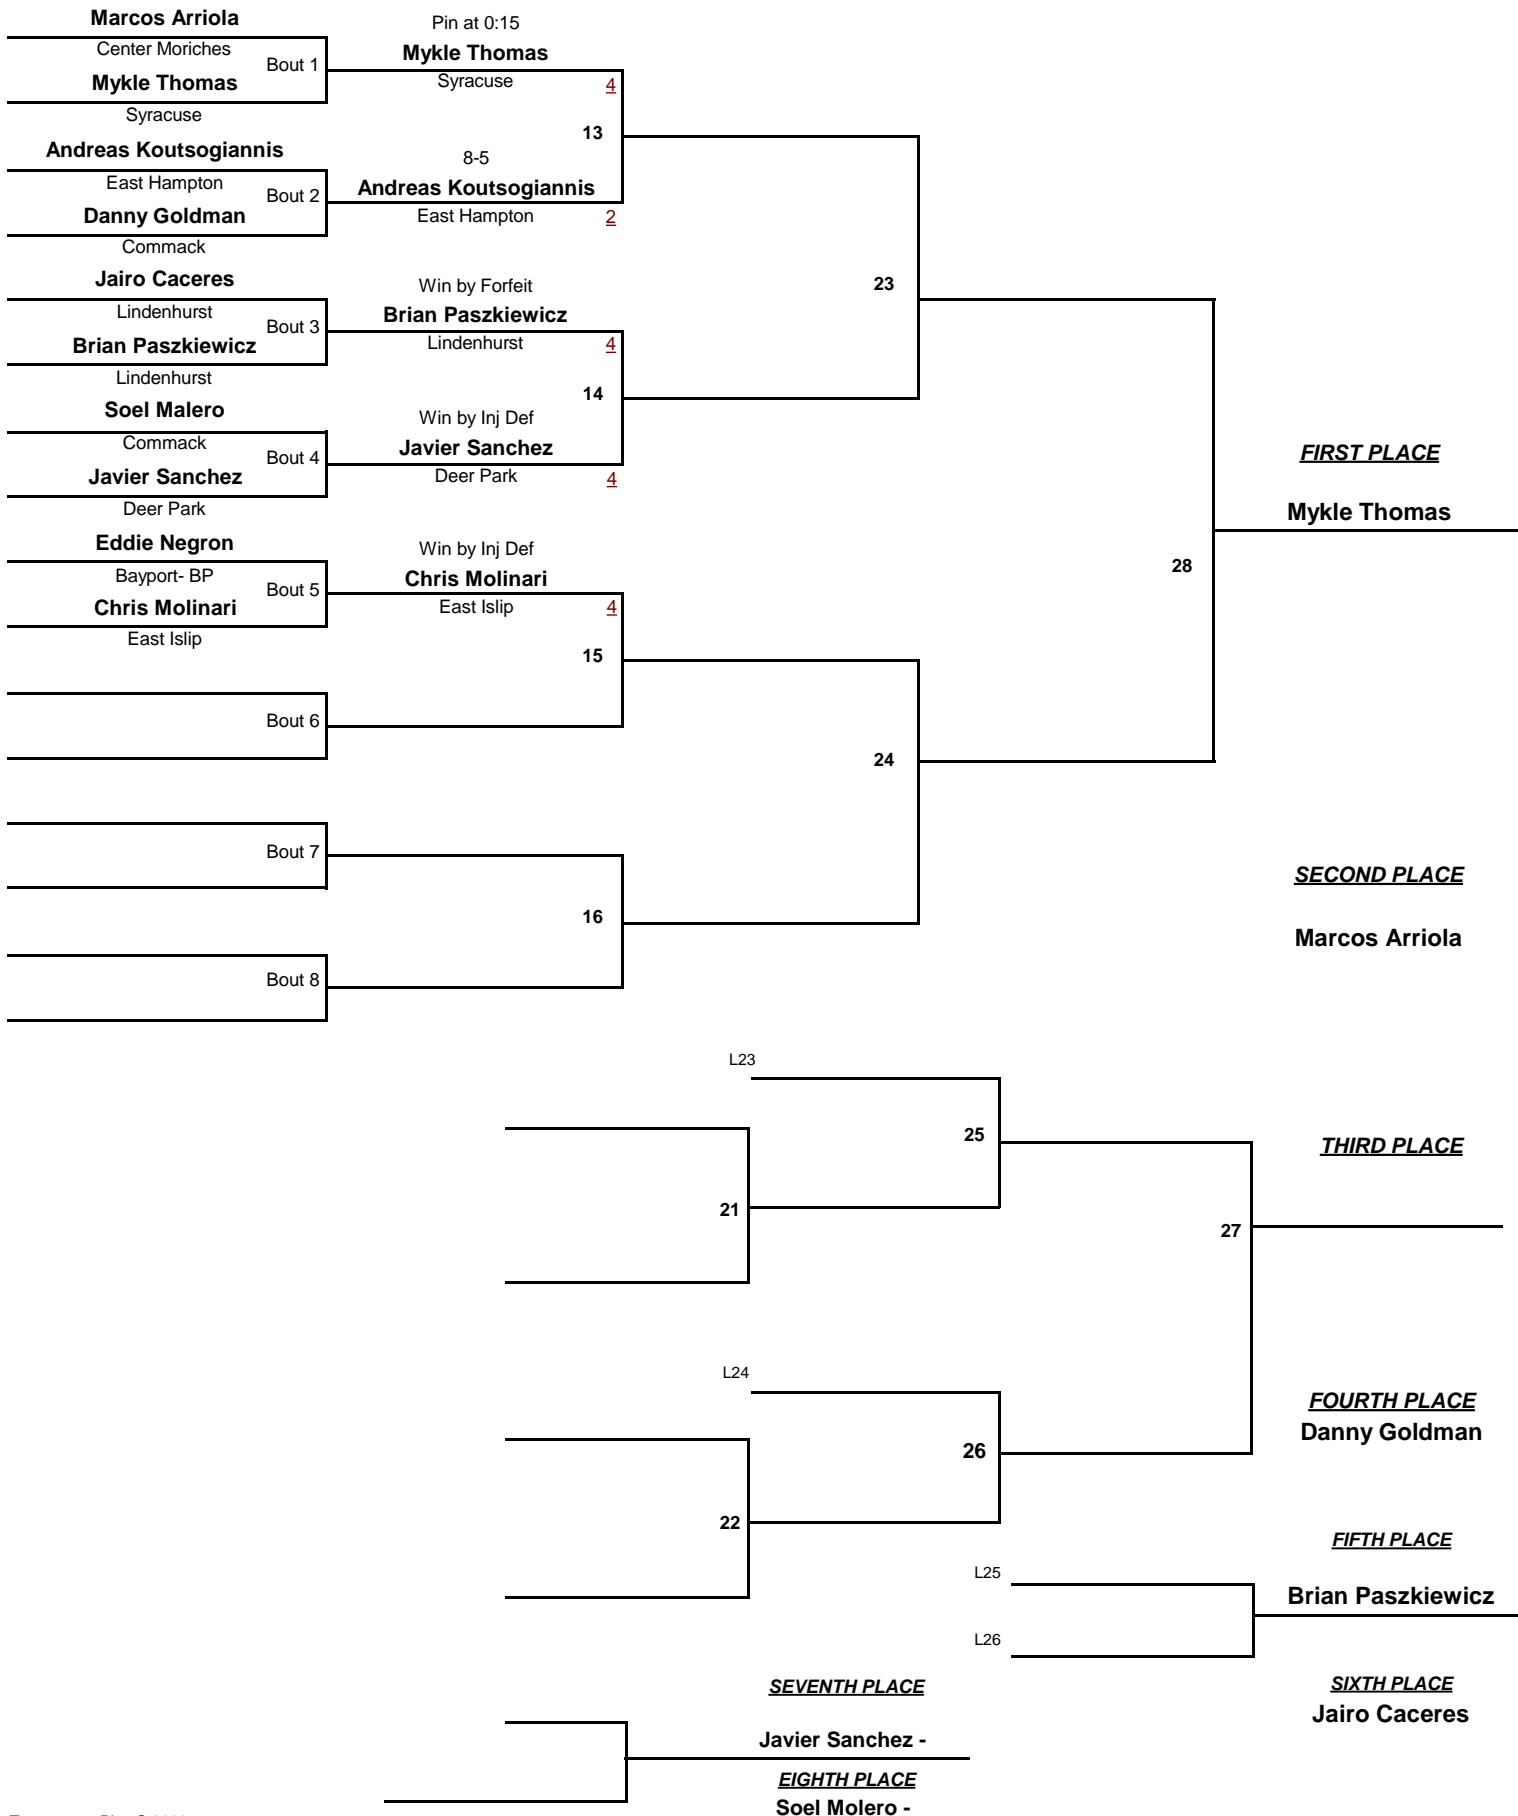 Marcos Arriola
Center Moriches
Bout 1
Mykle Thomas
Syracuse
Pin at 0:15
Mykle Thomas
Syracuse
4
13
Andreas Koutsogiannis
East Hampton
Bout 2
Danny Goldman
Commack
8-5
Andreas Koutsogiannis
East Hampton
2
Jairo Caceres
Lindenhurst
Bout 3
Brian Paszkiewicz
Lindenhurst
Win by Forfeit
Brian Paszkiewicz
Lindenhurst
4
14
23
Soel Malero
Commack
Bout 4
Javier Sanchez
Deer Park
Win by Inj Def
Javier Sanchez
Deer Park
4
Eddie Negron
Bayport- BP
Bout 5
Chris Molinari
East Islip
Win by Inj Def
Chris Molinari
East Islip
4
15
Bout 6
24
Bout 7
16
Bout 8
28
FIRST PLACE
Mykle Thomas
SECOND PLACE
Marcos Arriola
L23
25
21
27
THIRD PLACE
L24
26
22
FOURTH PLACE
Danny Goldman
FIFTH PLACE
L25
Brian Paszkiewicz
L26
SIXTH PLACE
Jairo Caceres
SEVENTH PLACE
Javier Sanchez -
EIGHTH PLACE
Soel Molero -